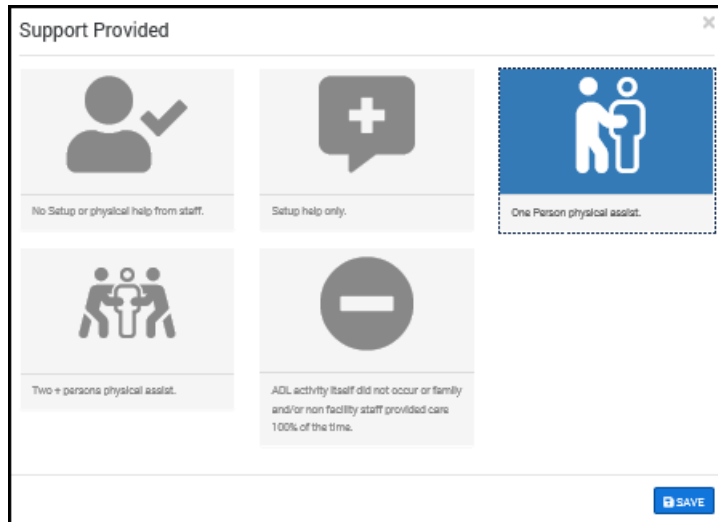 Support Provided
×
No Setup or physical help from staff.
Setup help only.
One Person physical assist.
Two + persons physical assist.
ADL activity itself did not occur or family
and/or non facility staff provided care
100% of the time.
SAVE